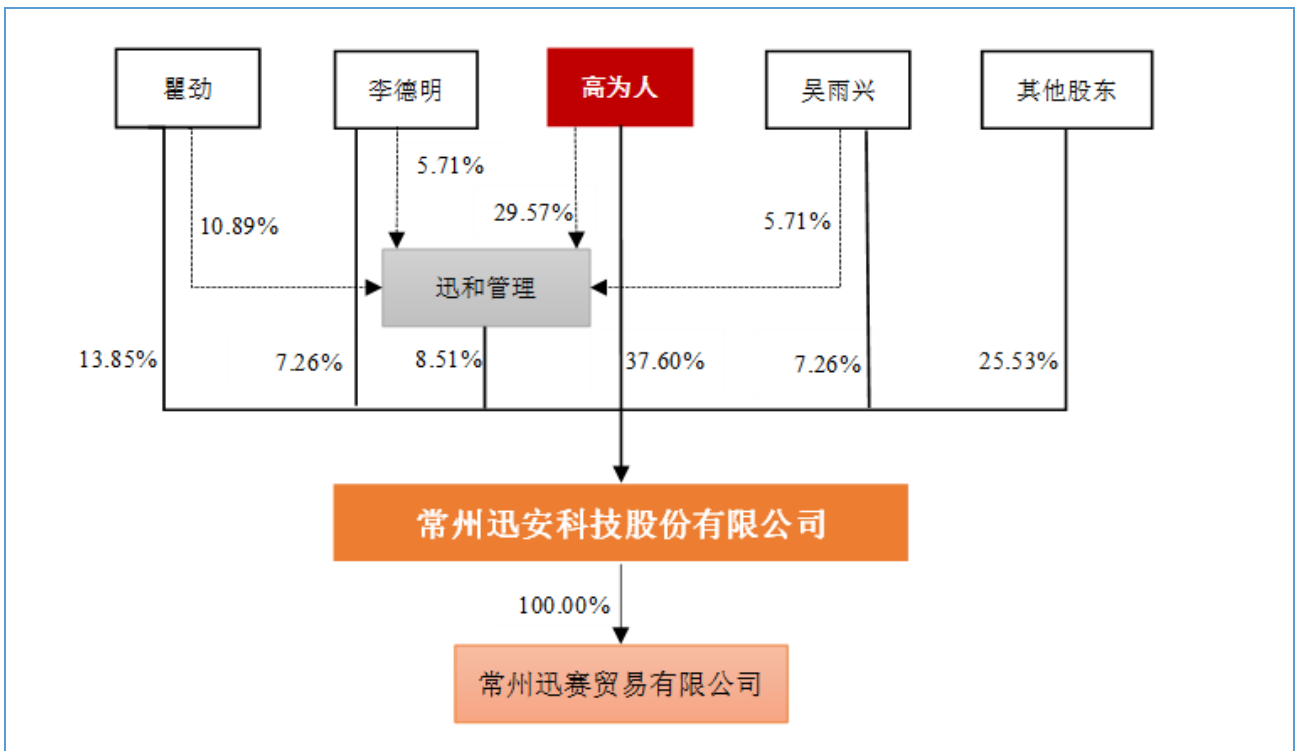 瞿劲
李德明
高为人
吴雨兴
其他股东
5.71%
10.89%
29.57%
5.71%
迅和管理
13.85%
7.26%
8.51%
37.60%
7.26%
25.53%
常州迅安科技股份有限公司
100.00%
常州迅赛贸易有限公司